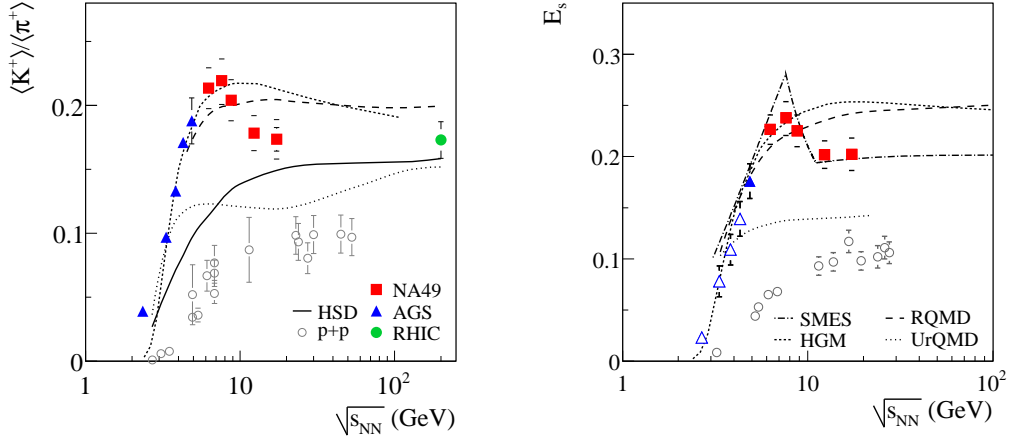 ⟨K⁺⟩/⟨π⁺⟩
0.2
0.1
0
HSD
p+p
NA49
AGS
RHIC
1
10
10²
√s_NN (GeV)
E_s
0.3
0.2
0.1
0
SMES
HGM
RQMD
UrQMD
1
10
10²
√s_NN (GeV)